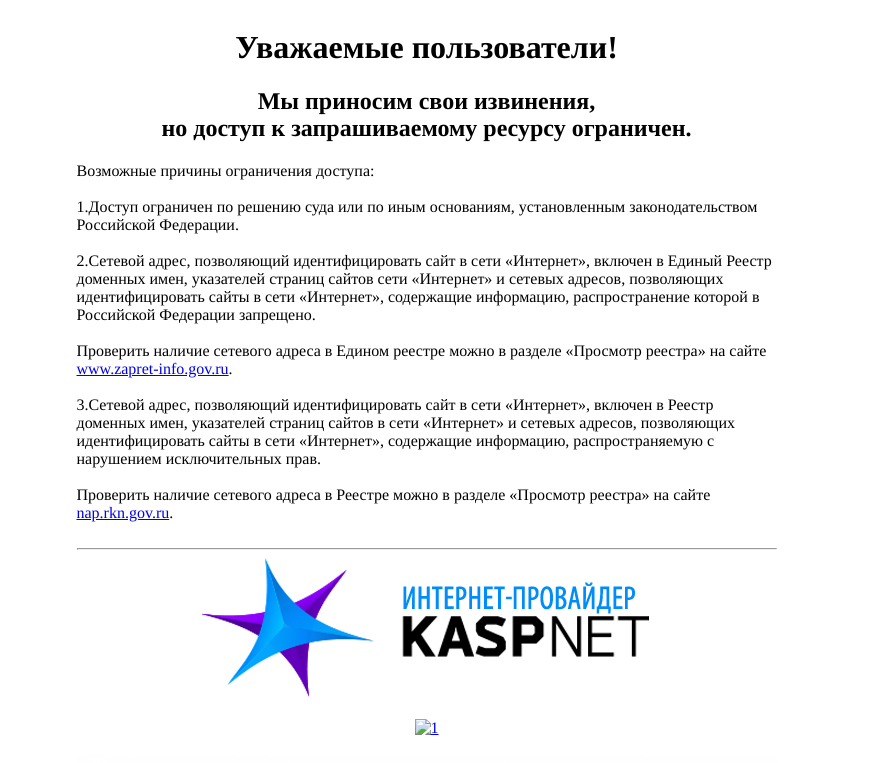 Уважаемые пользователи!
Мы приносим свои извинения,
но доступ к запрашиваемому ресурсу ограничен.
Возможные причины ограничения доступа:
1.Доступ ограничен по решению суда или по иным основаниям, установленным законодательством
Российской Федерации.
2.Сетевой адрес, позволяющий идентифицировать сайт в сети «Интернет», включен в Единый Реестр
доменных имен, указателей страниц сайтов сети «Интернет» и сетевых адресов, позволяющих
идентифицировать сайты в сети «Интернет», содержащие информацию, распространение которой в
Российской Федерации запрещено.
Проверить наличие сетевого адреса в Едином реестре можно в разделе «Просмотр реестра» на сайте
www.zapret-info.gov.ru.
3.Сетевой адрес, позволяющий идентифицировать сайт в сети «Интернет», включен в Реестр
доменных имен, указателей страниц сайтов в сети «Интернет» и сетевых адресов, позволяющих
идентифицировать сайты в сети «Интернет», содержащие информацию, распространяемую с
нарушением исключительных прав.
Проверить наличие сетевого адреса в Реестре можно в разделе «Просмотр реестра» на сайте
nap.rkn.gov.ru.
ИНТЕРНЕТ-ПРОВАЙДЕР
KASPNET
1